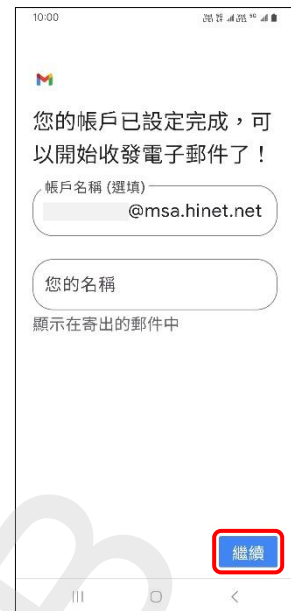 10:00
您的帳戶已設定完成，可
以開始收發電子郵件了！
帳戶名稱 (選填)
@msa.hinet.net
您的名稱
顯示在寄出的郵件中
繼續